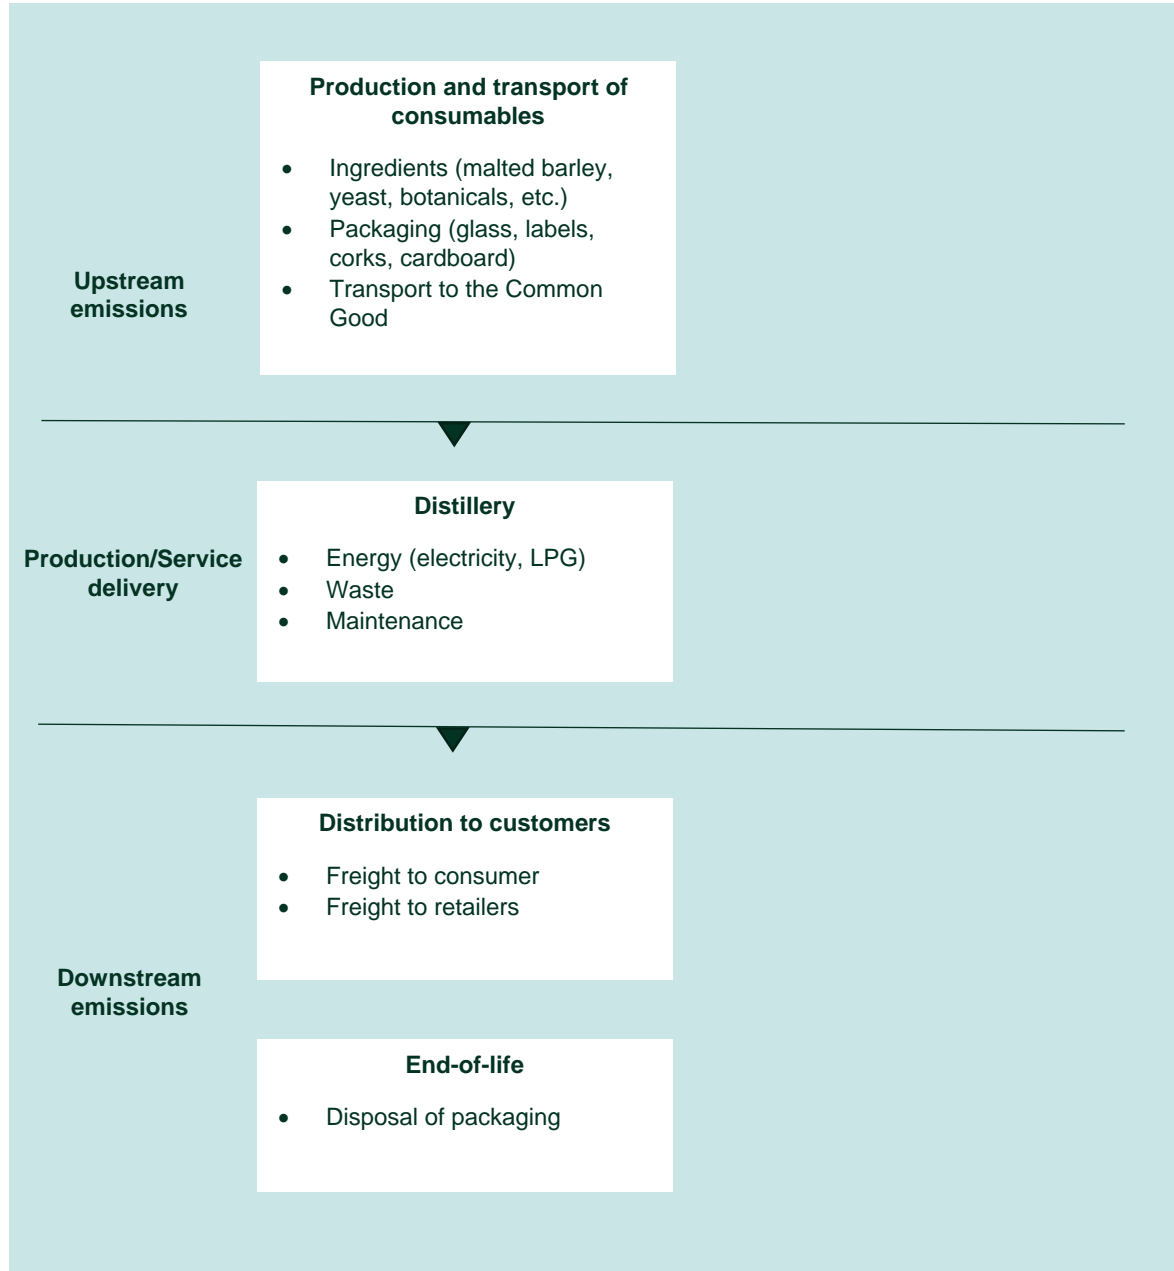 Production and transport of
consumables
• Ingredients (malted barley,
yeast, botanicals, etc.)
• Packaging (glass, labels,
corks, cardboard)
• Transport to the Common
Good
Upstream
emissions
Distillery
• Energy (electricity, LPG)
• Waste
• Maintenance
Production/Service
delivery
Distribution to customers
• Freight to consumer
• Freight to retailers
Downstream
emissions
End-of-life
• Disposal of packaging